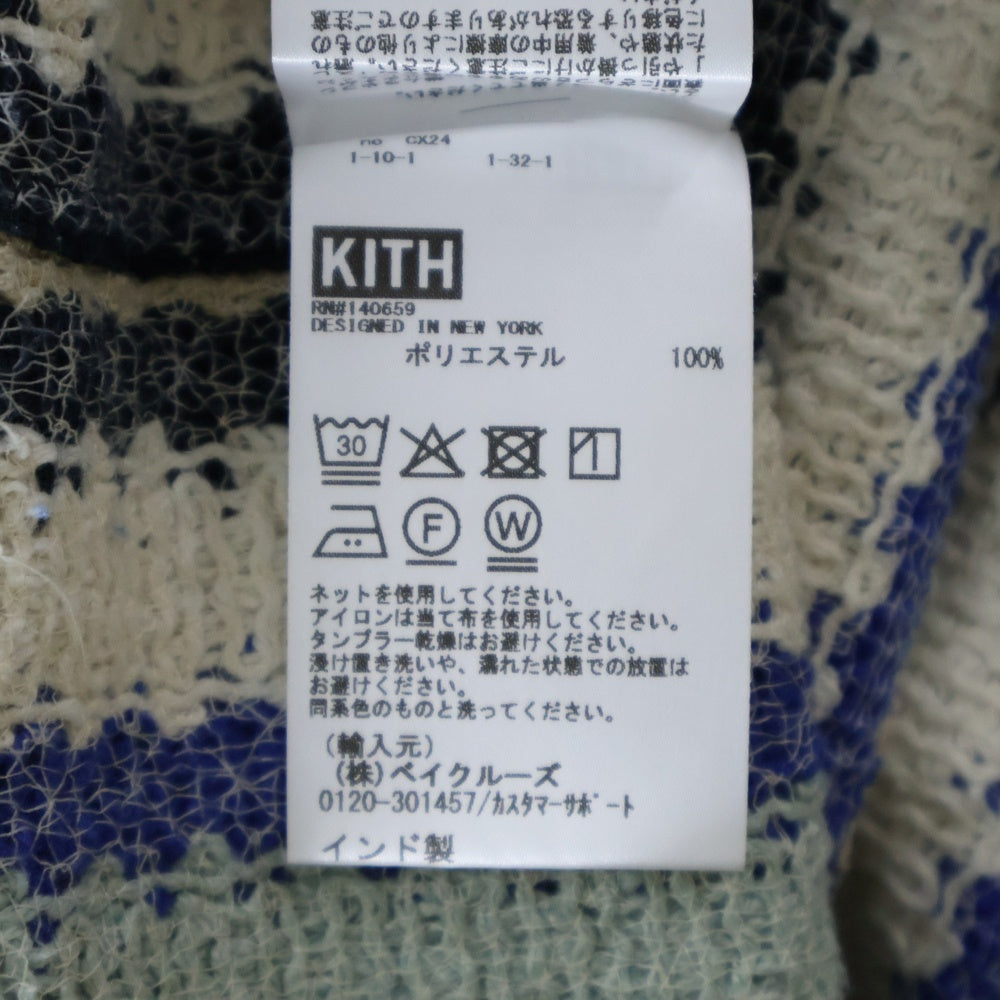 CX24
1-10-1 1-32-1
KITH
RN#140659
DESIGNED IN NEW YORK
ポリエステル 100%
30
F W
ネットを使用してください。
アイロンは当て布を使用してください。
タンブラー乾燥はお避けください。
浸け置き洗いや、濡れた状態での放置は
お避けください。
同系色のものと洗ってください。
(輸入元)
(株)ベイクルーズ
0120-301457/カスタマーサポート
インド製